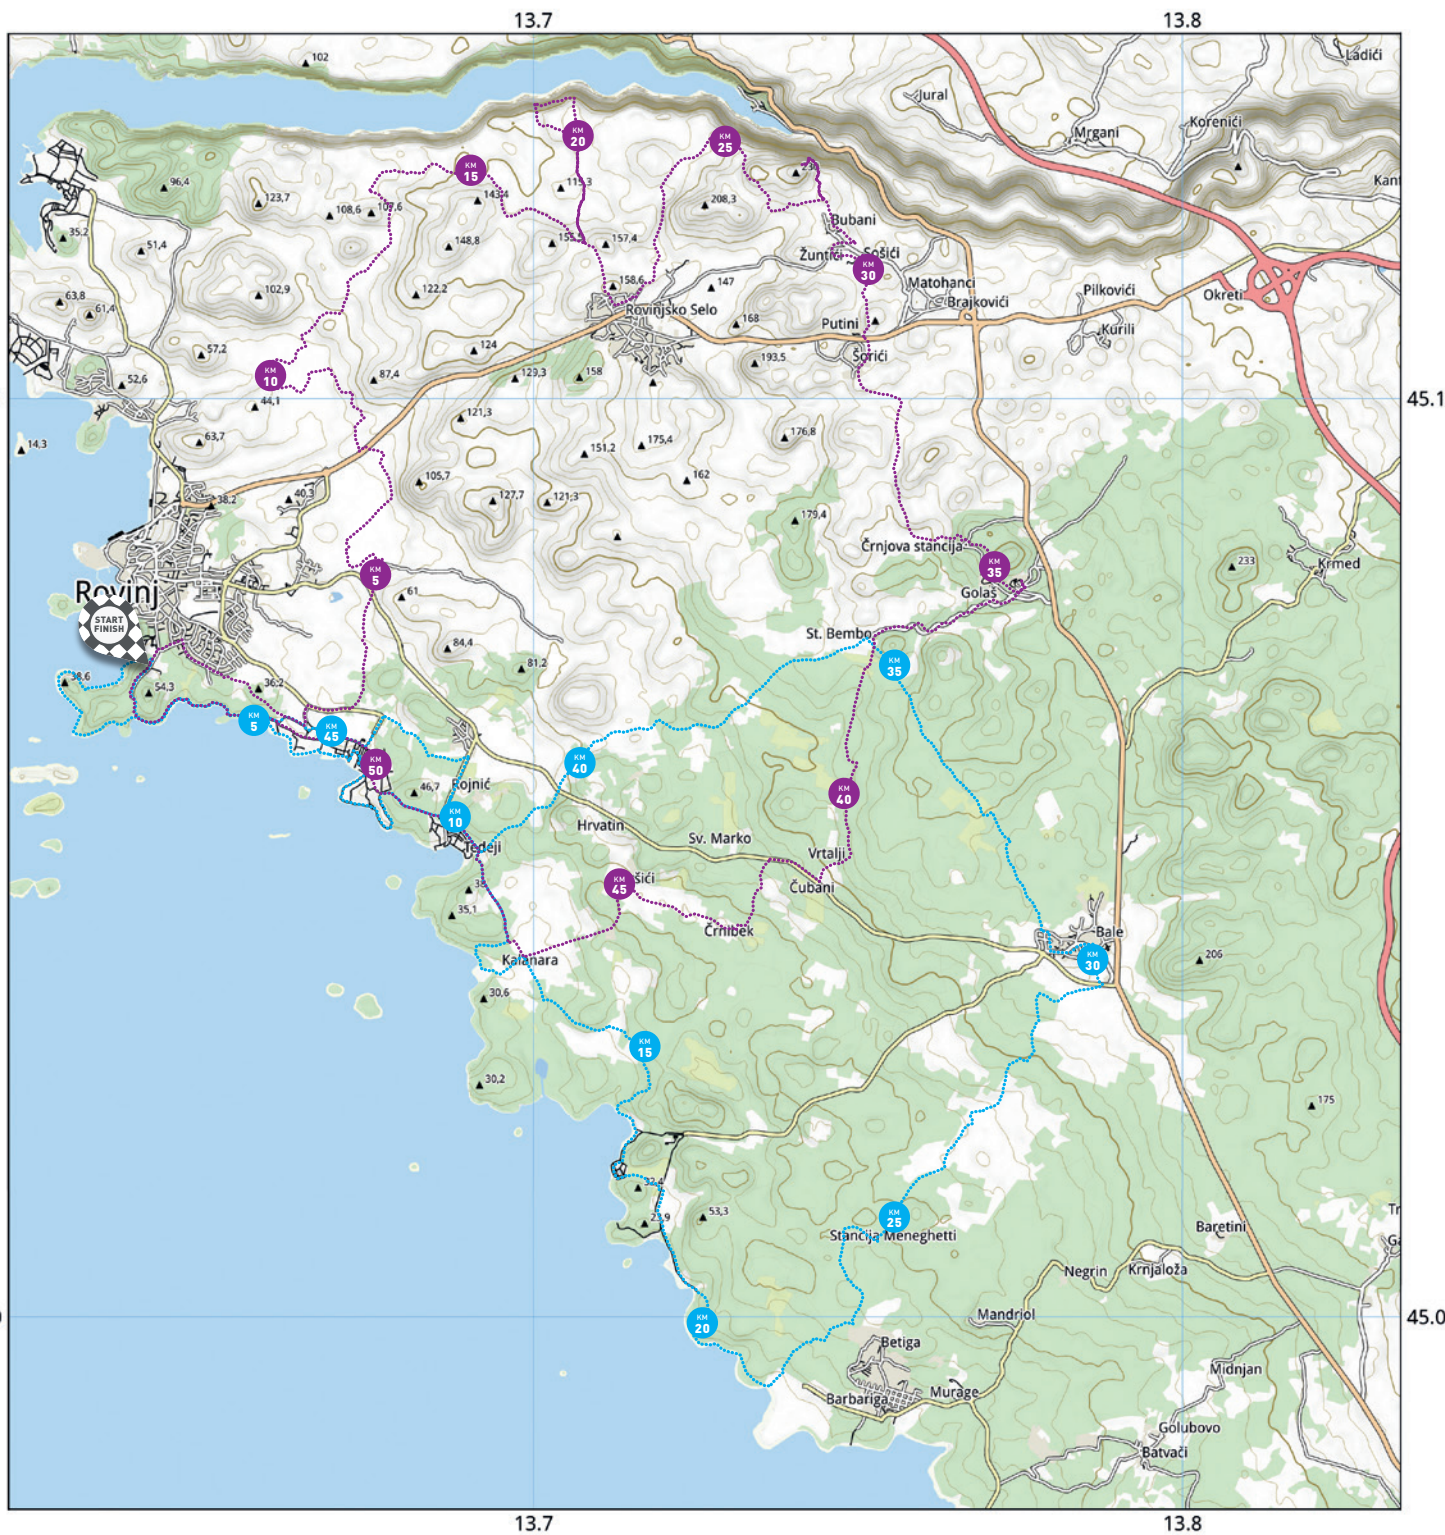 13.7
13.8
102
Ladići
Jural
Mrgani
Korenići
KM
20
KM
25
KM
15
96,4
123,7
108,6
107,6
143,4
208,3
Bubani
35,2
51,4
148,8
157,4
Žuntići
Sošići
KM
30
102,9
122,2
158,6
147
Matohanci
Brajkovići
Pilkovići
Okreti
63,8
61,4
Rovinjsko Selo
168
Putini
Kurili
57,2
124
193,5
Šorići
KM
10
52,6
87,4
129,3
158
45.1
44,1
121,3
176,8
14,3
63,7
151,2
175,4
105,7
162
38,2
40,3
127,7
121,3
179,4
Črnjova stancija
KM
35
233
Krmed
KM
5
Rovinj
61
Golaš
START
FINISH
84,4
St. Bembo
81,2
KM
35
38,6
54,3
36,2
KM
5
KM
45
KM
50
KM
40
46,7
Rojnić
KM
40
KM
10
Hrvatin
Sv. Marko
Tedeji
Vrtalji
KM
45
Čubani
35,1
Črnibek
Bale
KM
30
206
Kalanara
30,6
KM
15
30,2
175
32,4
23,9
53,3
KM
25
Stancija Meneghetti
Baretini
Negrin
Krnjaloža
KM
20
Mandriol
45.0
Betiga
Midnjan
Barbariga
Murage
Golubovo
Batvači
13.7
13.8